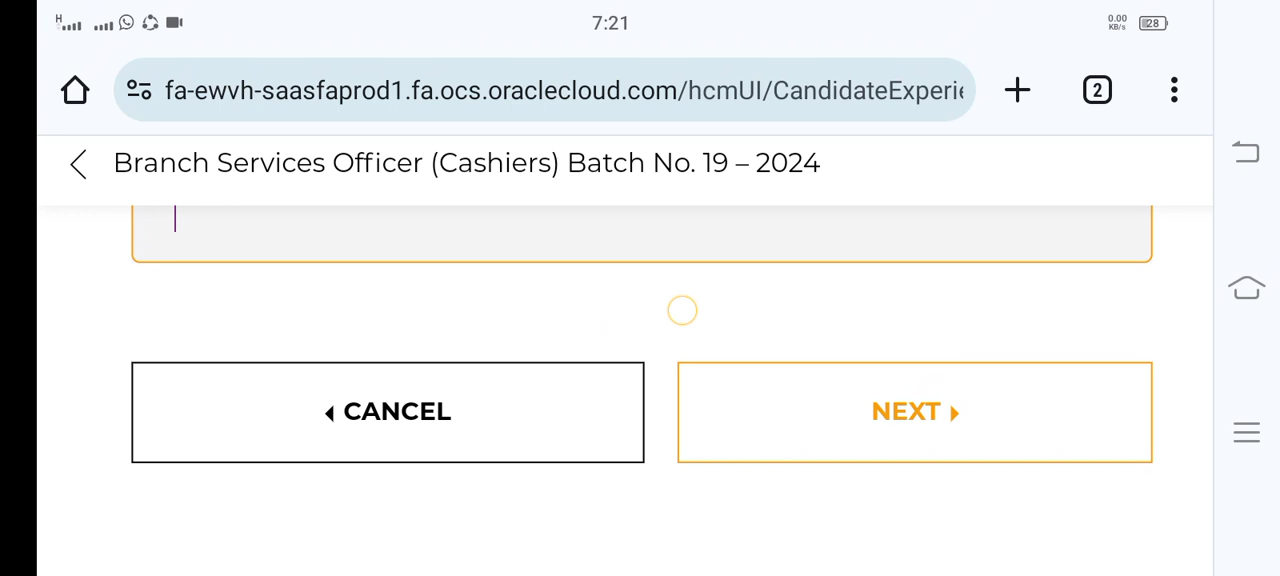 H
7:21
0.00
KB/s
28
fa-ewvh-saasfaprod1.fa.ocs.oraclecloud.com/hcmUI/CandidateExperie
2
Branch Services Officer (Cashiers) Batch No. 19 – 2024
CANCEL
NEXT